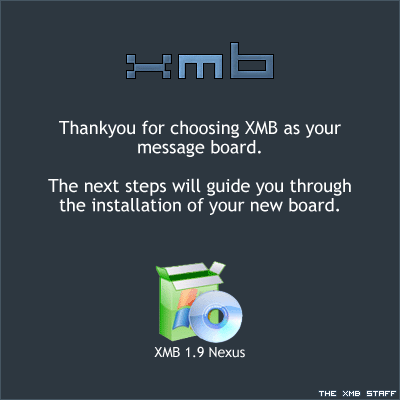 xmb
Thankyou for choosing XMB as your
message board.
The next steps will guide you through
the installation of your new board.
XMB 1.9 Nexus
THE XMB STAFF